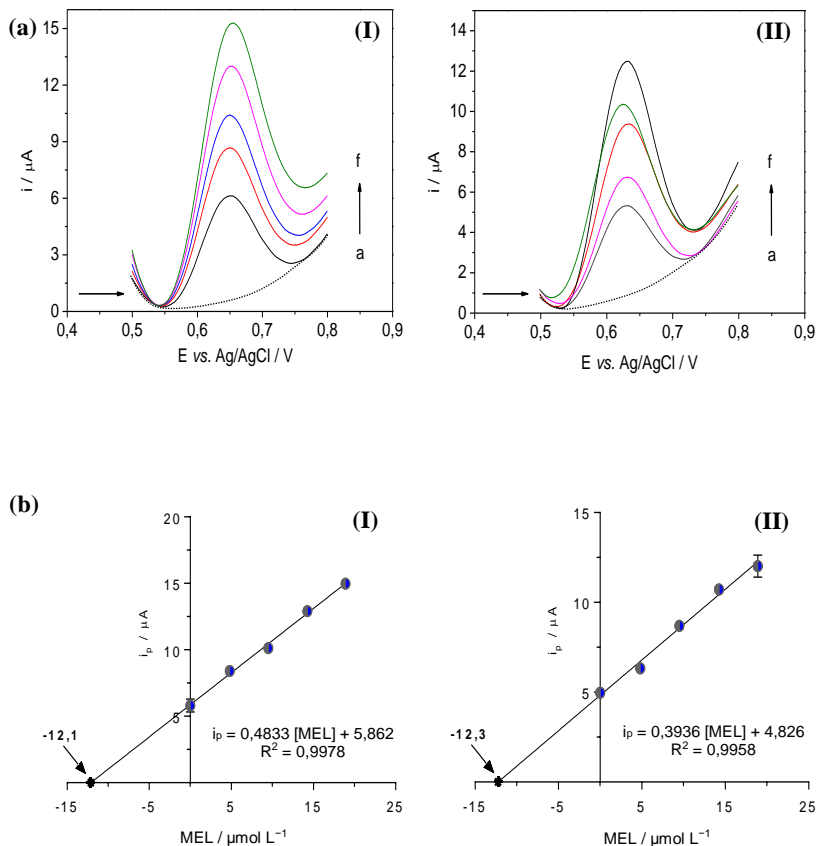 (a)
(I)
15
12
9
6
3
0
i / µA
f
a
0,4 0,5 0,6 0,7 0,8 0,9
E vs. Ag/AgCl / V
(II)
14
12
10
8
6
4
2
0
i / µA
f
a
0,4 0,5 0,6 0,7 0,8 0,9
E vs. Ag/AgCl / V
(b)
(I)
20
15
10
5
0
iₚ / µA
-12,1
iₚ = 0,4833 [MEL] + 5,862
R² = 0,9978
-15 -5 5 15 25
MEL / µmol L⁻¹
(II)
15
10
5
0
iₚ / µA
-12,3
iₚ = 0,3936 [MEL] + 4,826
R² = 0,9958
-15 -5 5 15 25
MEL / µmol L⁻¹